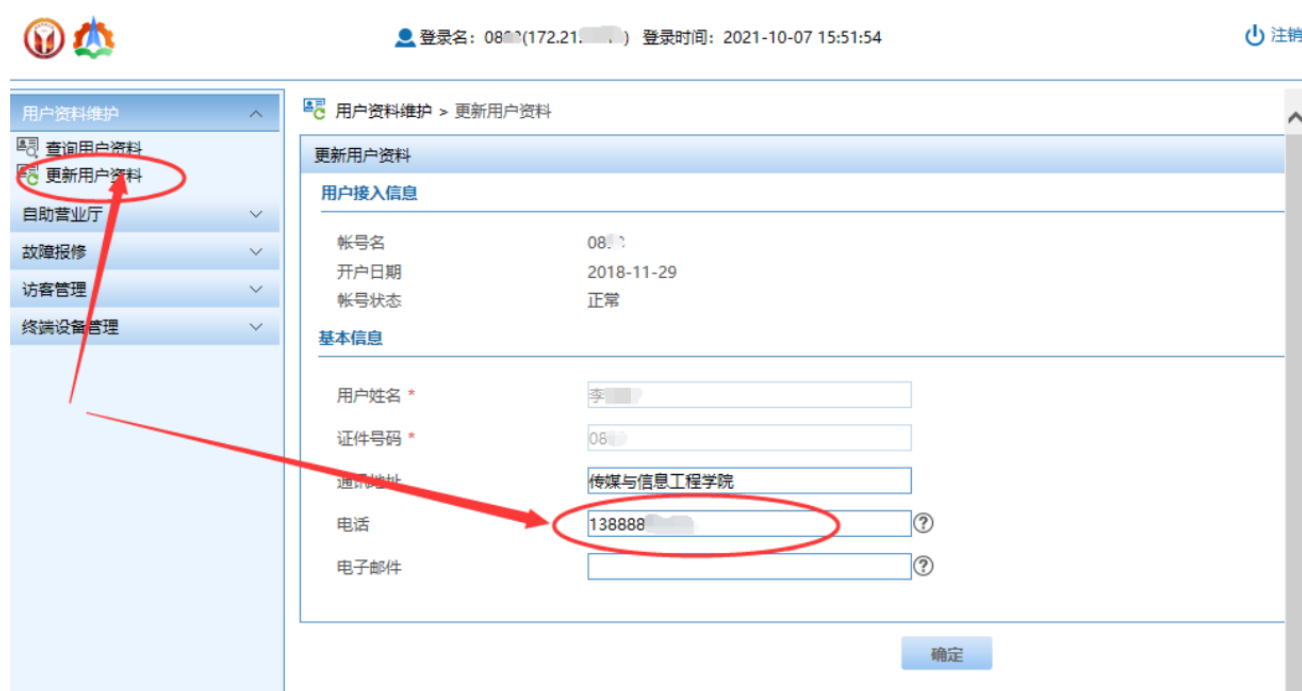 登录名：08 (172.21. ) 登录时间：2021-10-07 15:51:54
注销
用户资料维护
查询用户资料
更新用户资料
自助营业厅
故障报修
访客管理
终端设备管理
用户资料维护 > 更新用户资料
更新用户资料
用户接入信息
帐号名 08
开户日期 2018-11-29
帐号状态 正常
基本信息
用户姓名 * 李
证件号码 * 08
通讯地址 传媒与信息工程学院
电话 138888
电子邮件
确定